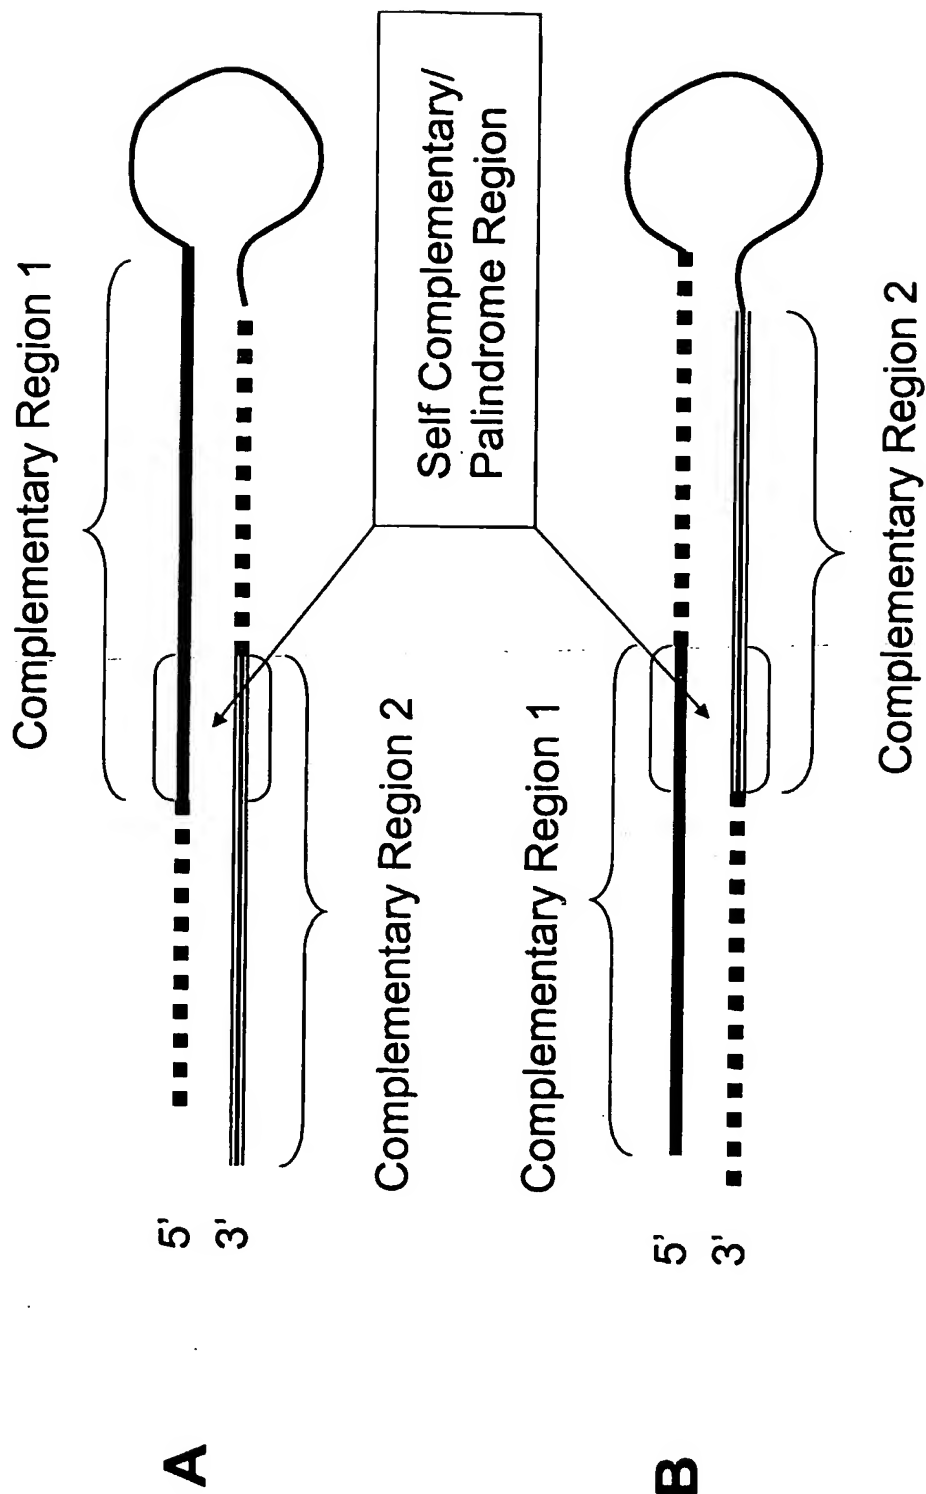 A
5'
3'
Complementary Region 1
Complementary Region 2
Self Complementary/
Palindrome Region
B
5'
3'
Complementary Region 1
Complementary Region 2